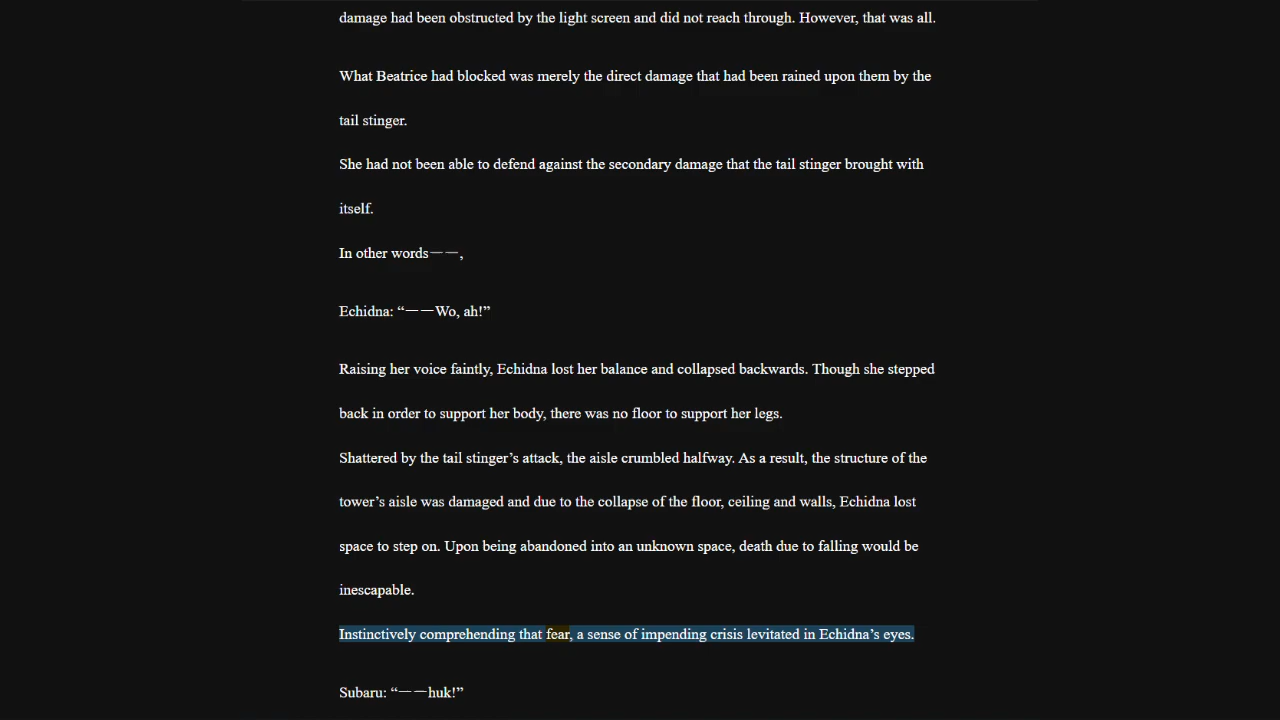 damage had been obstructed by the light screen and did not reach through. However, that was all.
What Beatrice had blocked was merely the direct damage that had been rained upon them by the
tail stinger.
She had not been able to defend against the secondary damage that the tail stinger brought with
itself.
In other words——,
Echidna: “——Wo, ah!”
Raising her voice faintly, Echidna lost her balance and collapsed backwards. Though she stepped
back in order to support her body, there was no floor to support her legs.
Shattered by the tail stinger’s attack, the aisle crumbled halfway. As a result, the structure of the
tower’s aisle was damaged and due to the collapse of the floor, ceiling and walls, Echidna lost
space to step on. Upon being abandoned into an unknown space, death due to falling would be
inescapable.
Instinctively comprehending that fear, a sense of impending crisis levitated in Echidna’s eyes.
Subaru: “——huk!”